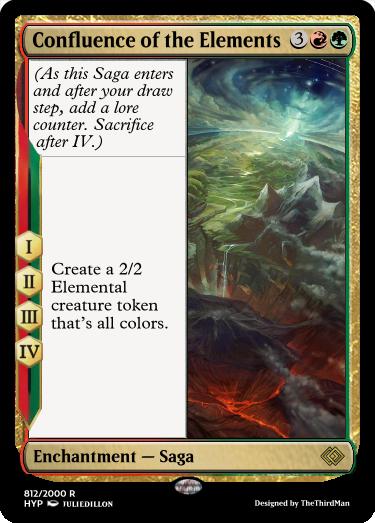 Confluence of the Elements 3
(As this Saga enters
and after your draw
step, add a lore
counter. Sacrifice
after IV.)
I
II
III
IV
Create a 2/2
Elemental
creature token
that's all colors.
Enchantment — Saga
812/2000 R
HYP JULIEDILLON
Designed by TheThirdMan